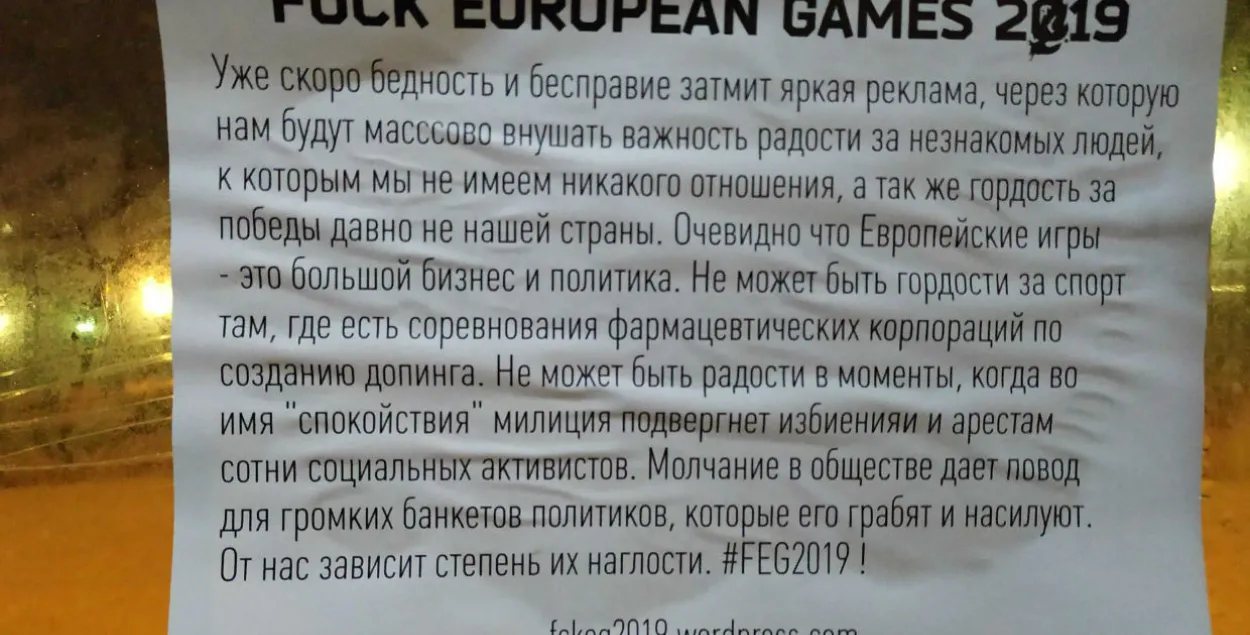 FUCK EUROPEAN GAMES 2019
Уже скоро бедность и бесправие затмит яркая реклама, через которую
нам будут масссово внушать важность радости за незнакомых людей,
к которым мы не имеем никакого отношения, а так же гордость за
победы давно не нашей страны. Очевидно что Европейские игры
- это большой бизнес и политика. Не может быть гордости за спорт
там, где есть соревнования фармацевтических корпораций по
созданию допинга. Не может быть радости в моменты, когда во
имя "спокойствия" милиция подвергнет избиенияи и арестам
сотни социальных активистов. Молчание в обществе дает повод
для громких банкетов политиков, которые его грабят и насилуют.
От нас зависит степень их наглости. #FEG2019 !
fckeg2019.wordpress.com